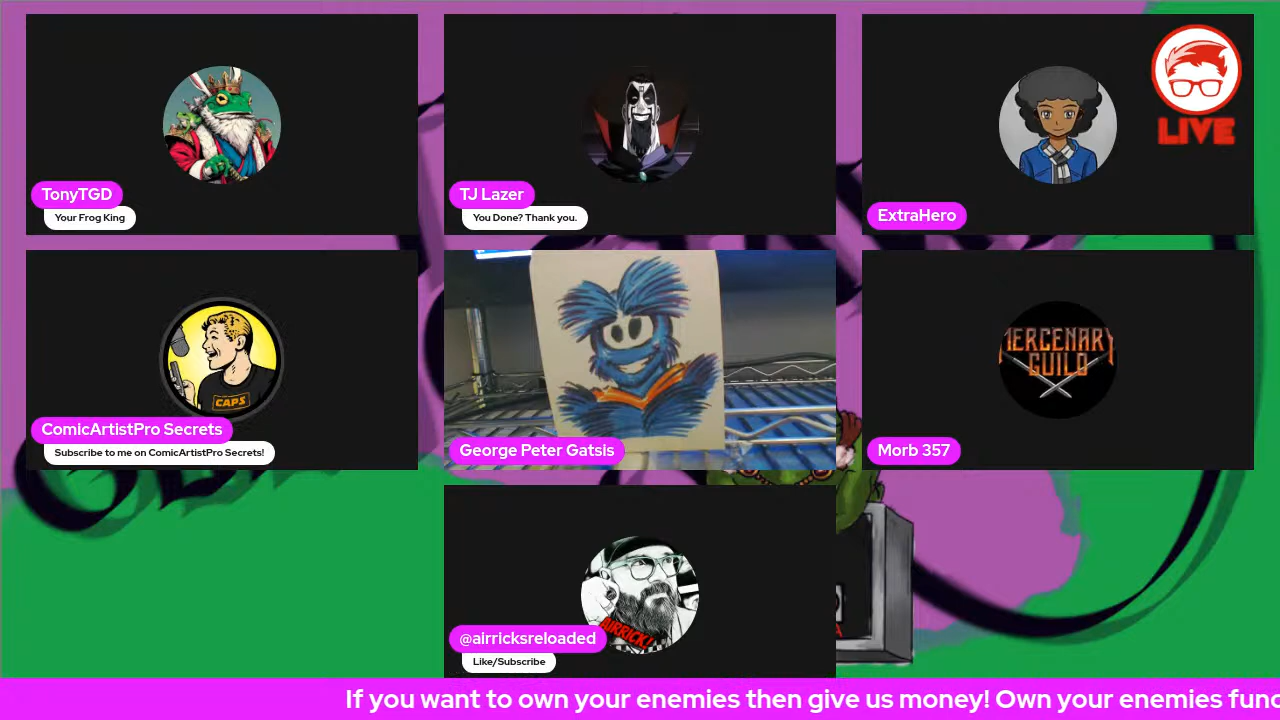 LIVE
TonyTGD
Your Frog King
TJ Lazer
You Done? Thank you.
ExtraHero
CAPS
ComicArtistPro Secrets
Subscribe to me on ComicArtistPro Secrets!
George Peter Gatsis
MERCENARY
GUILD
Morb 357
AIRRICK!
@airricksreloaded
Like/Subscribe
If you want to own your enemies then give us money! Own your enemies fund